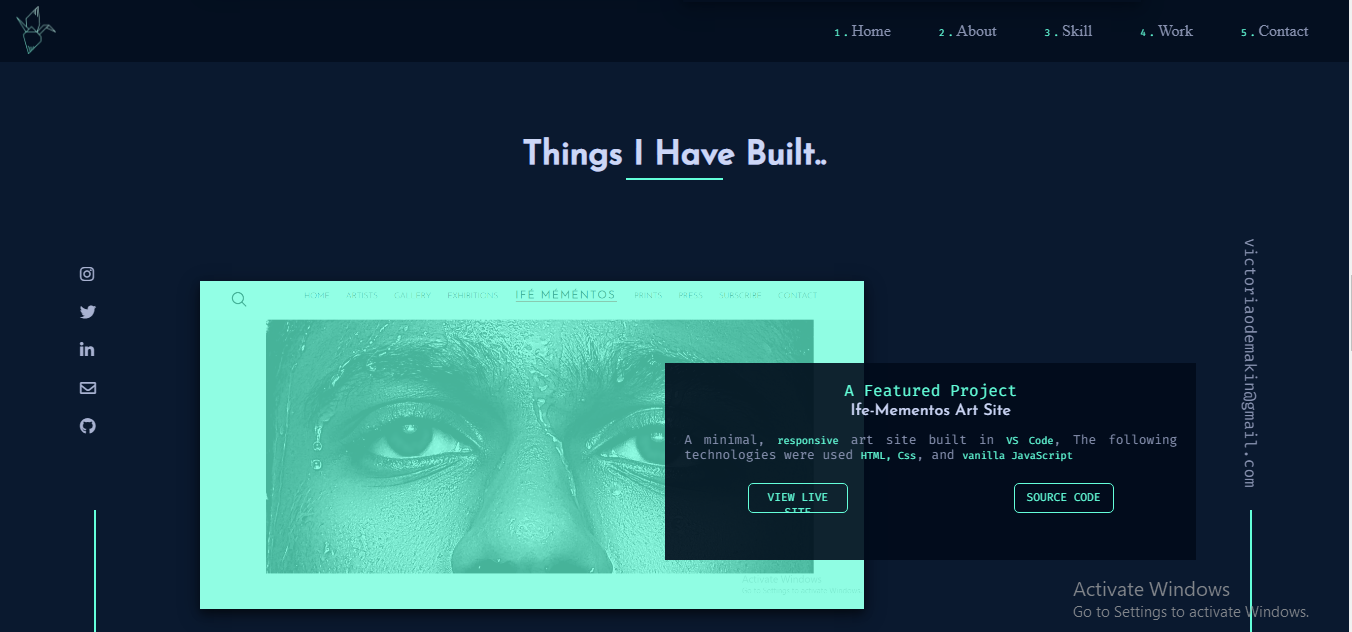 1 . Home 2 . About 3 . Skill 4 . Work 5 . Contact
Things I Have Built..
victoriaodemakin@gmail.com
HOME ARTISTS GALLERY EXHIBITIONS IFÉ MÉMÉNTOS PRINTS PRESS SUBSCRIBE CONTACT
A Featured Project
Ife-Mementos Art Site
A minimal, responsive art site built in VS Code, The following
technologies were used HTML, Css, and vanilla JavaScript
VIEW LIVE
SITE
SOURCE CODE
Activate Windows
Go to Settings to activate Windows.
Activate Windows
Go to Settings to activate Windows.